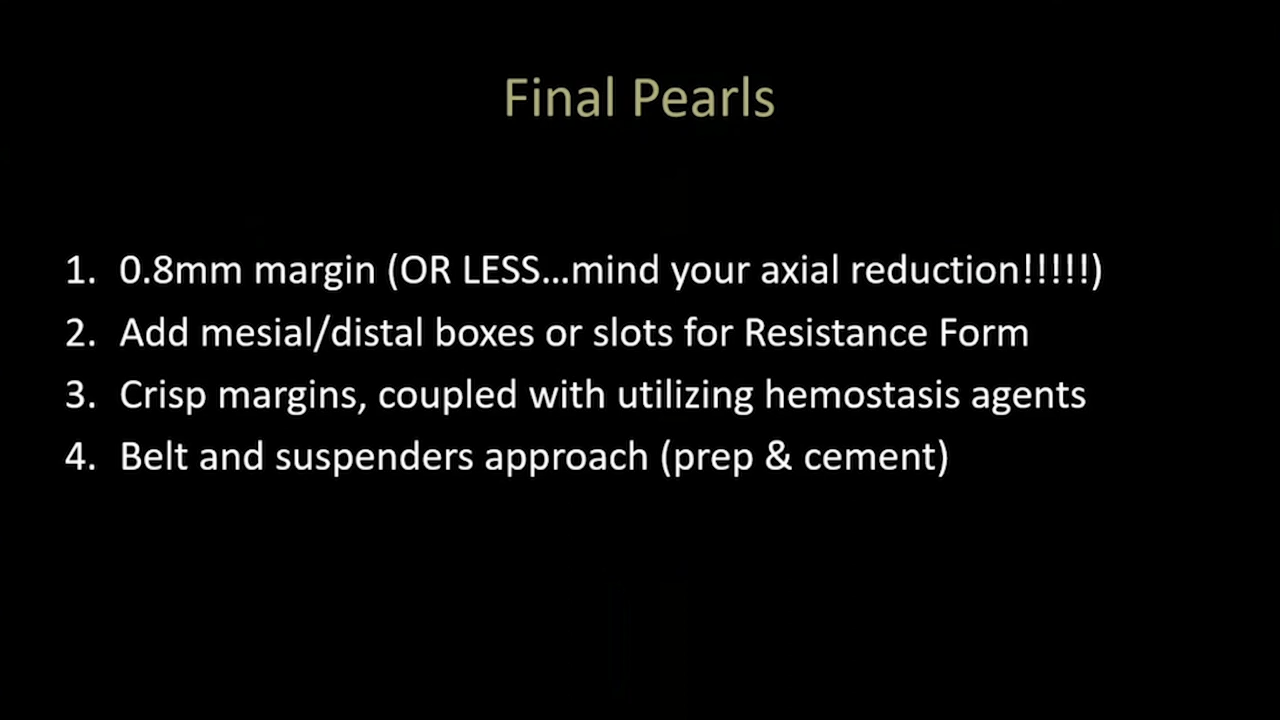 Final Pearls
1. 0.8mm margin (OR LESS...mind your axial reduction!!!!!)
2. Add mesial/distal boxes or slots for Resistance Form
3. Crisp margins, coupled with utilizing hemostasis agents
4. Belt and suspenders approach (prep & cement)